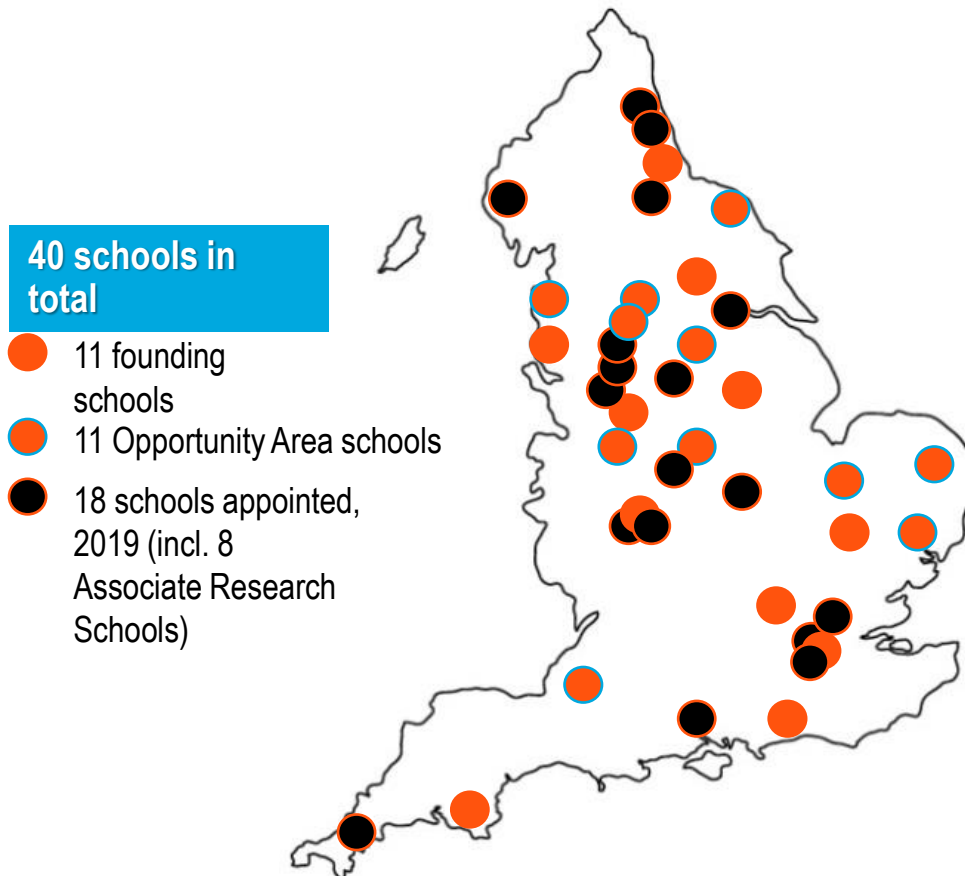 40 schools in
total
11 founding
schools
11 Opportunity Area schools
18 schools appointed,
2019 (incl. 8
Associate Research
Schools)